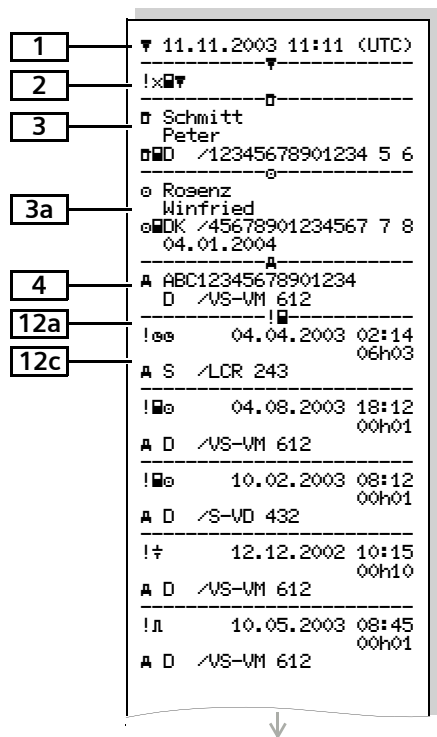 1 ▼ 11.11.2003 11:11 (UTC)
2 !×▼
3 Schmitt
Peter
D /12345678901234 5 6
3a Rogenz
Winfried
DK /45678901234567 7 8
04.01.2004
4 A ABC12345678901234
D /VS-VM 612
12a !
! 04.04.2003 02:14
06h03
12c A S /LCR 243
! 04.08.2003 18:12
00h01
A D /VS-VM 612
! 10.02.2003 08:12
00h01
A D /S-VD 432
!÷ 12.12.2002 10:15
00h10
A D /VS-VM 612
! 10.05.2003 08:45
00h01
A D /VS-VM 612